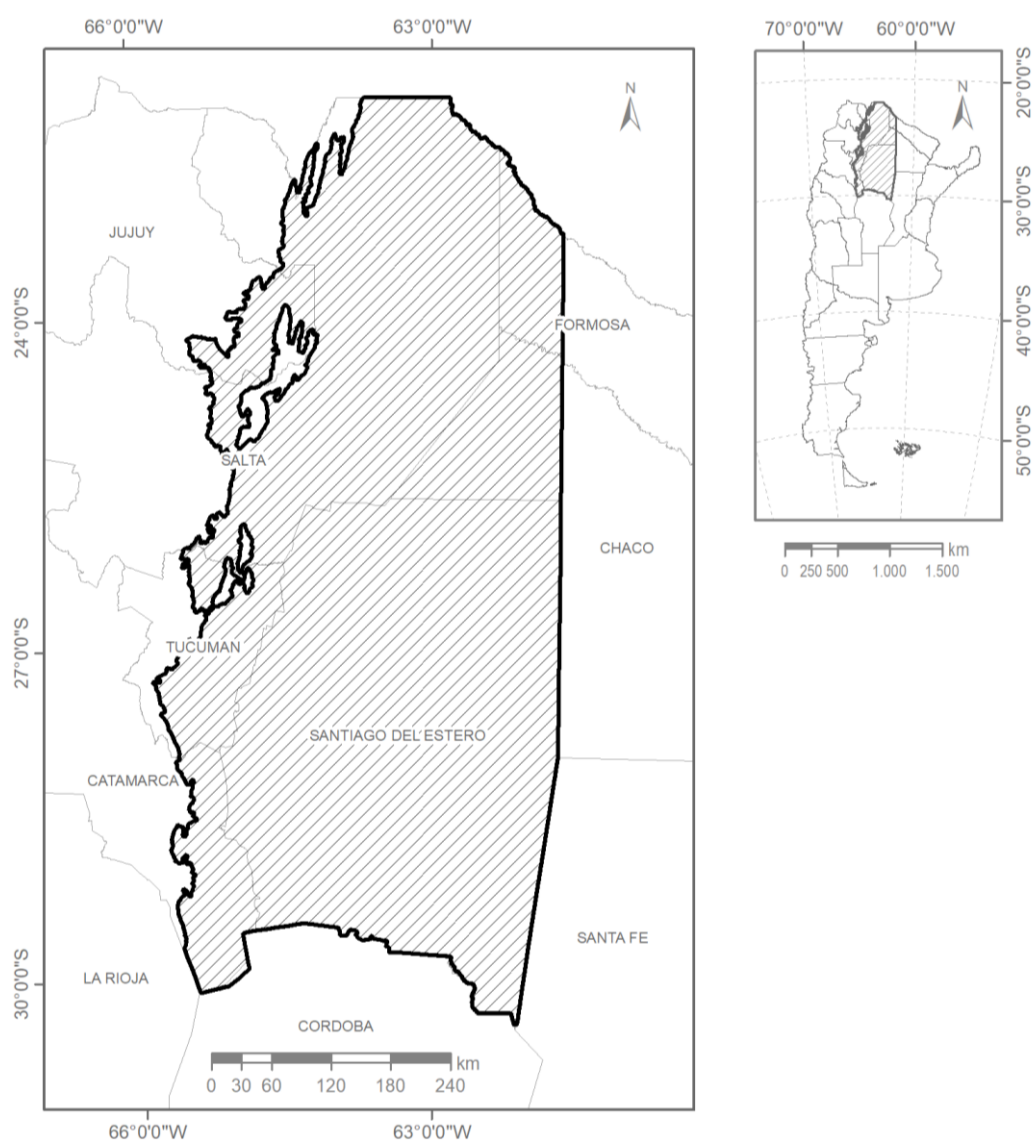 66°0'0"W 63°0'0"W
N
JUJUY
24°0'0"S
FORMOSA
SALTA
CHACO
TUCUMAN
27°0'0"S
SANTIAGO DEL ESTERO
CATAMARCA
SANTA FE
LA RIOJA
30°0'0"S
CORDOBA
km
0 30 60 120 180 240
66°0'0"W 63°0'0"W
70°0'0"W 60°0'0"W
N
20°0'0"S
30°0'0"S
40°0'0"S
50°0'0"S
km
0 250 500 1.000 1.500